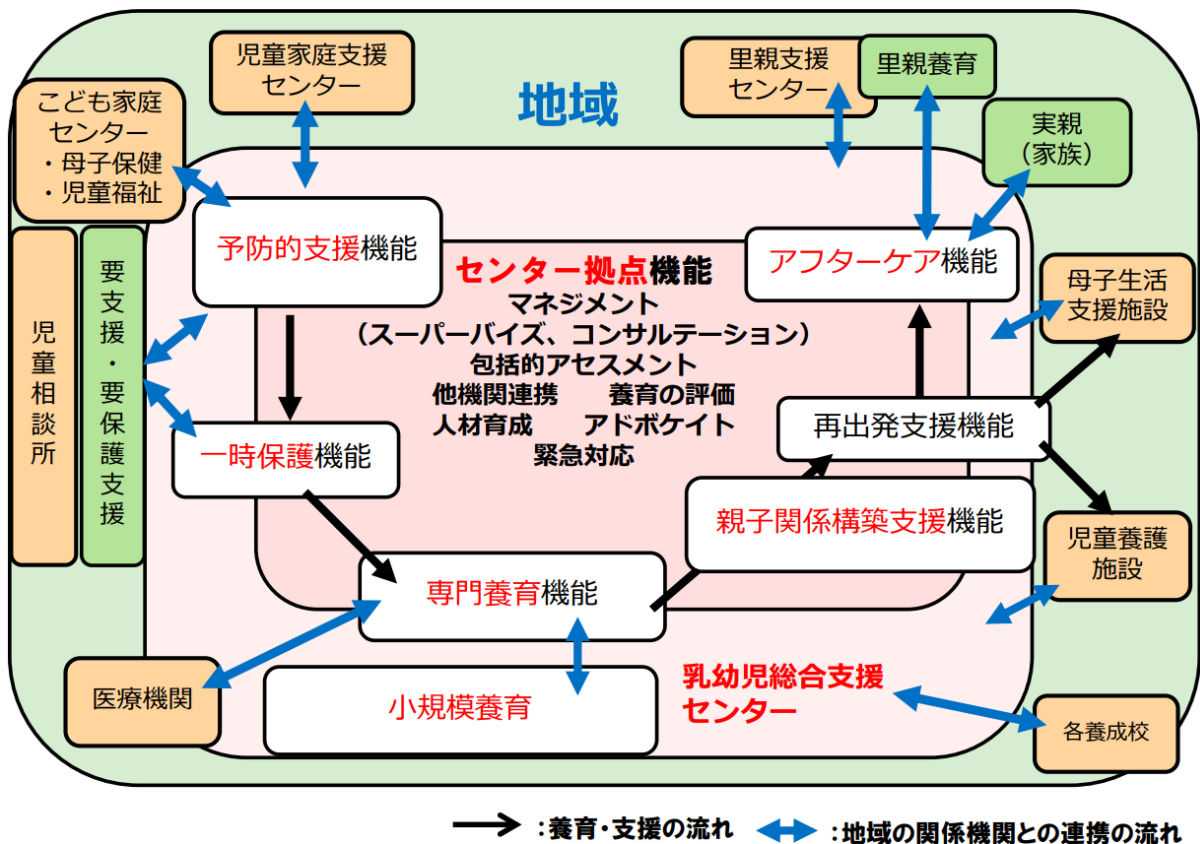 児童家庭支援
センター
里親支援
センター
里親養育
こども家庭
センター
・母子保健
・児童福祉
地域
実親
（家族）
予防的支援機能
センター拠点機能
マネジメント
（スーパーバイズ、コンサルテーション）
包括的アセスメント
他機関連携　養育の評価
人材育成　アドボケイト
緊急対応
アフターケア機能
母子生活
支援施設
児童相談所
要支援・要保護支援
一時保護機能
再出発支援機能
親子関係構築支援機能
児童養護
施設
専門養育機能
医療機関
小規模養育
乳幼児総合支援
センター
各養成校
：養育・支援の流れ
：地域の関係機関との連携の流れ